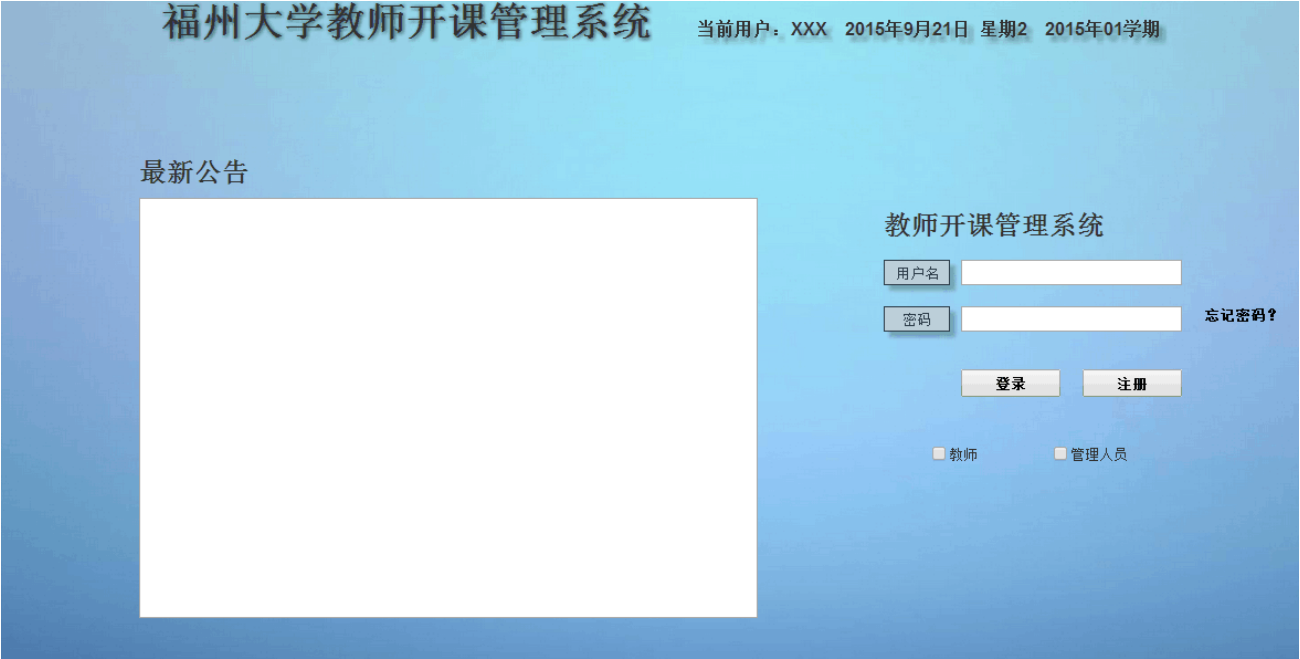 福州大学教师开课管理系统
当前用户：XXX 2015年9月21日 星期2 2015年01学期
最新公告
教师开课管理系统
用户名
密码
忘记密码？
登录 注册
教师 管理人员